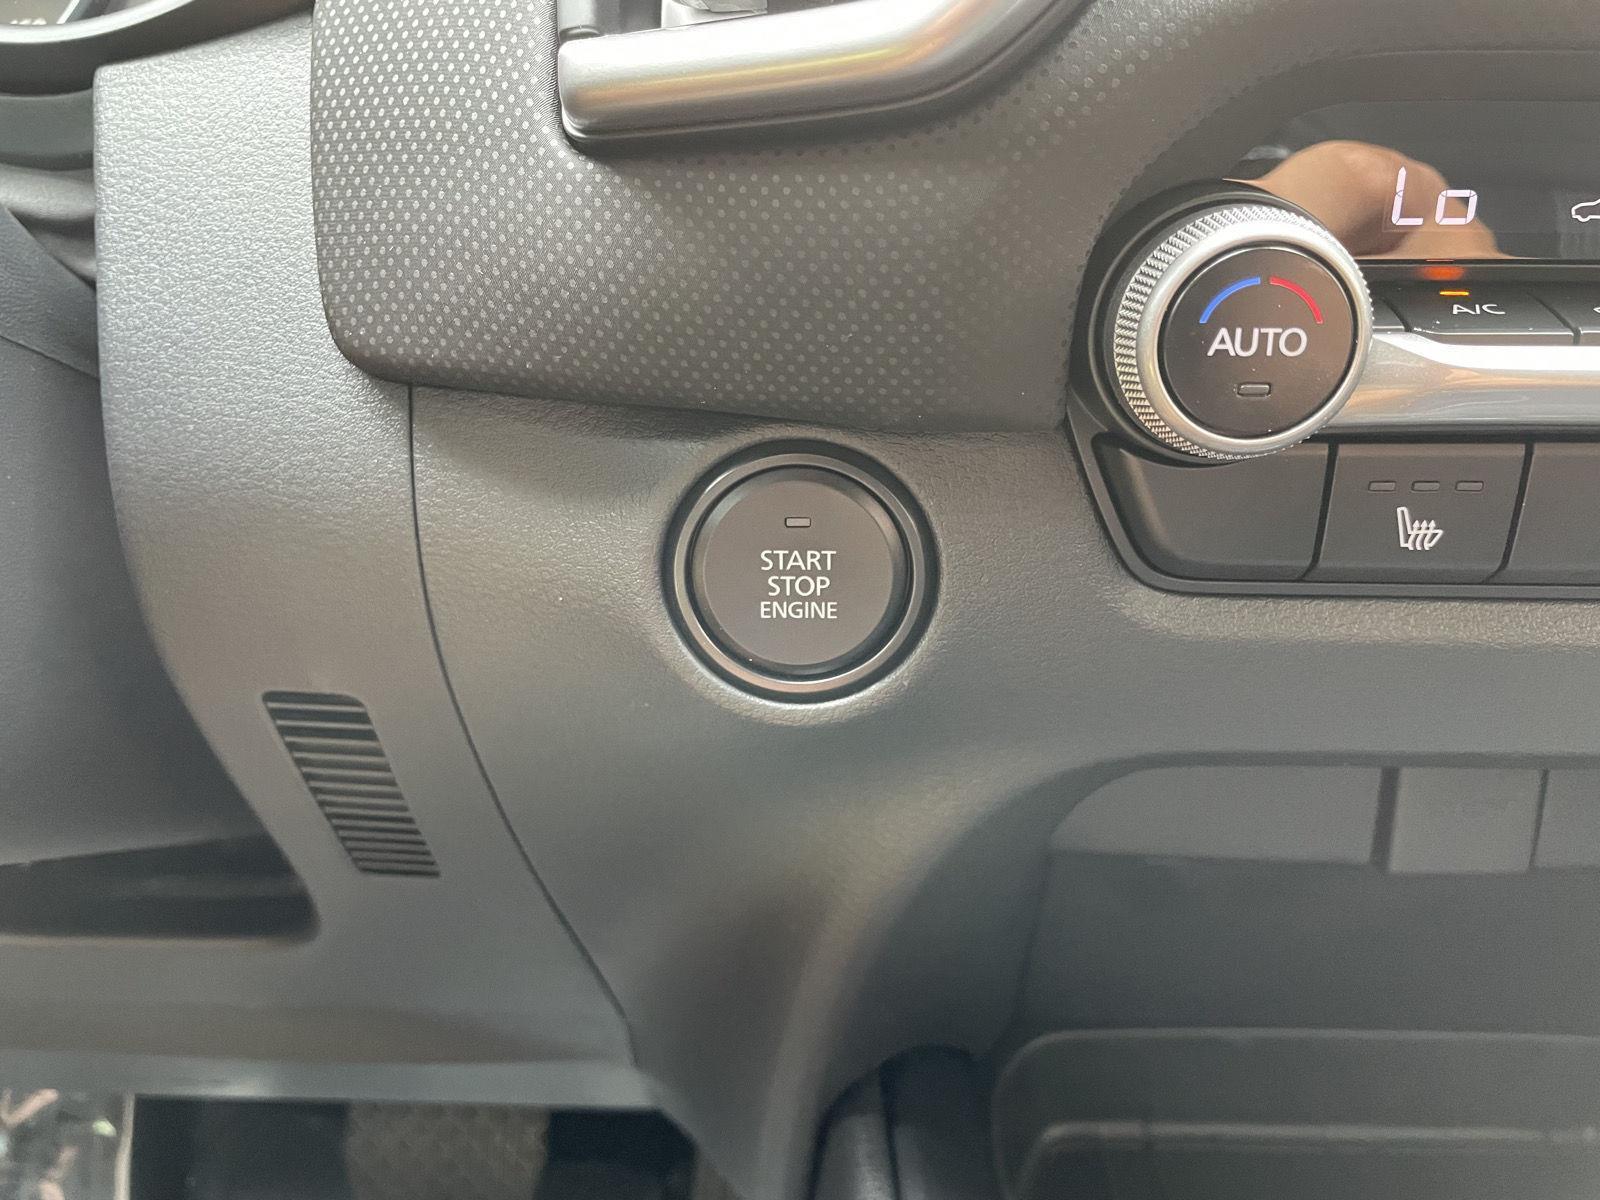 Lo
A/C
AUTO
START
STOP
ENGINE